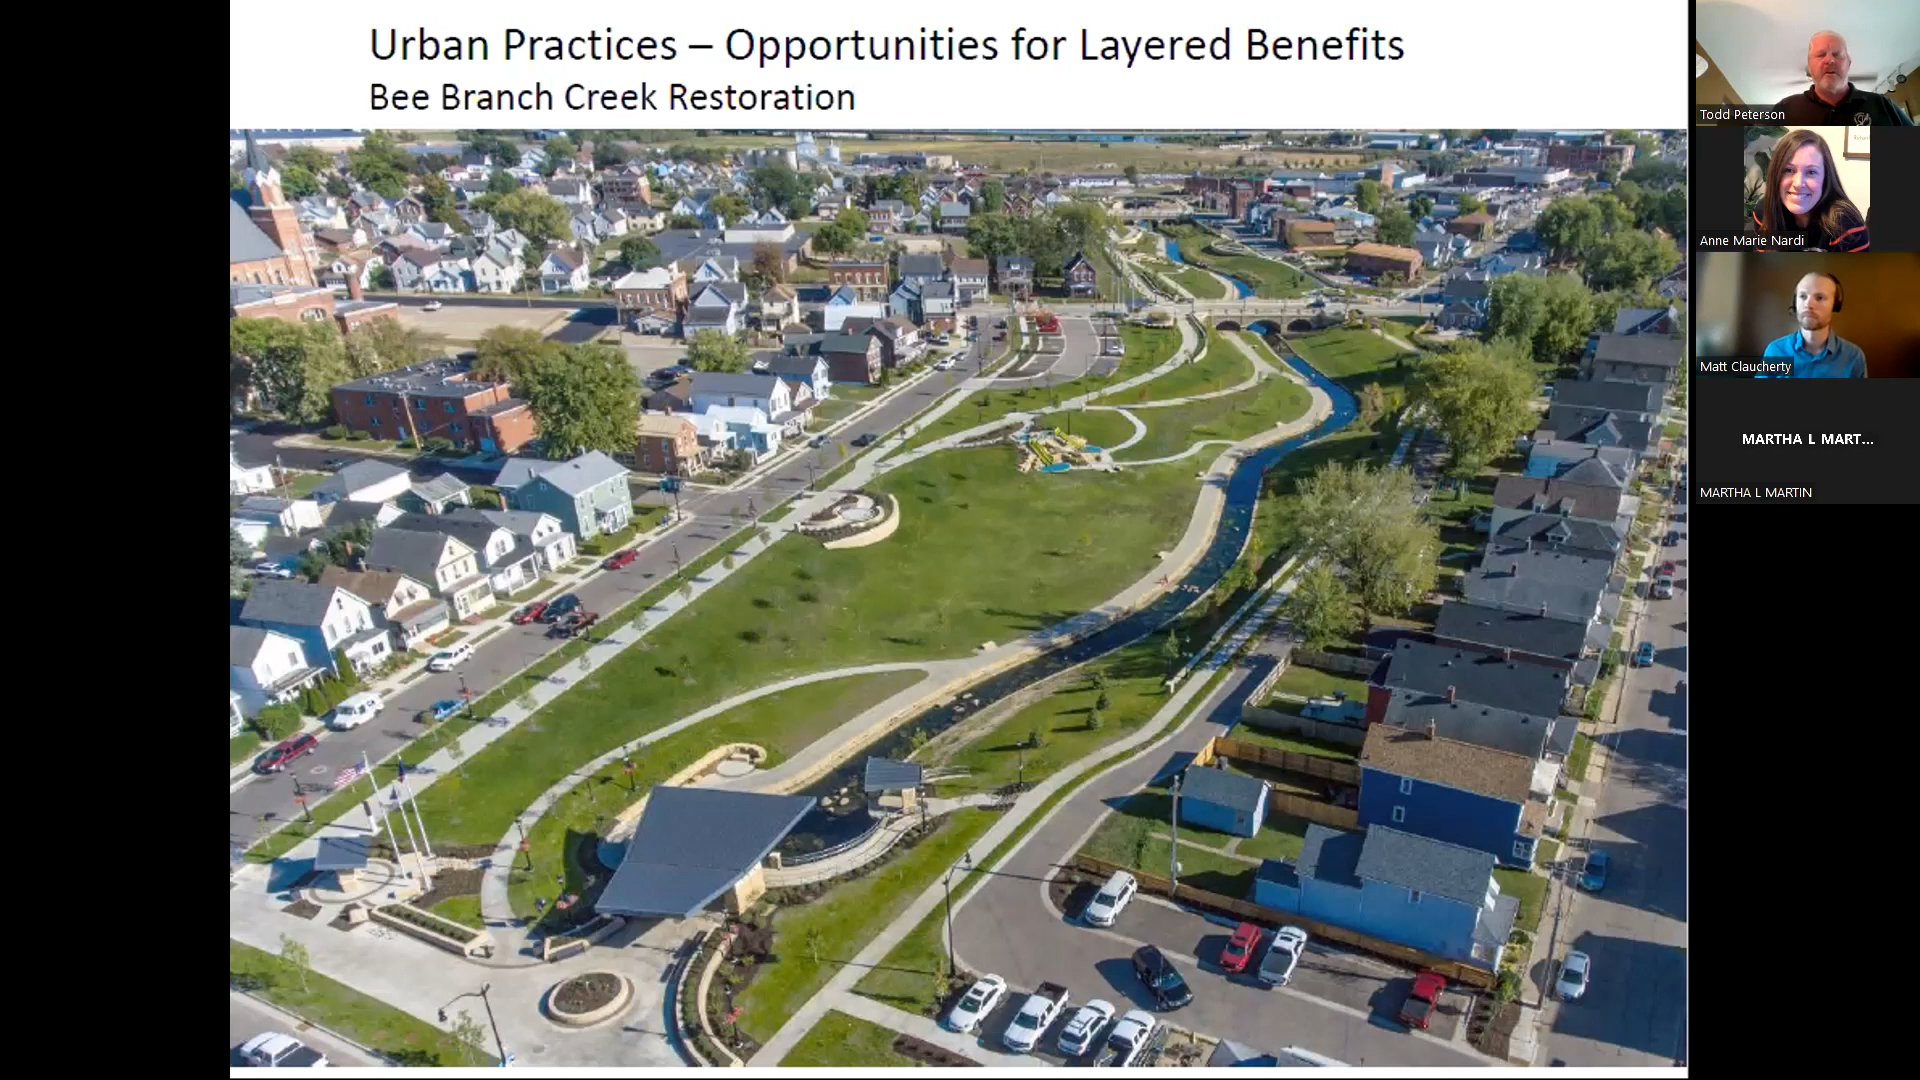 Urban Practices – Opportunities for Layered Benefits
Bee Branch Creek Restoration
Todd Peterson
Anne Marie Nardi
Matt Claucherty
MARTHA L MART...
MARTHA L MARTIN